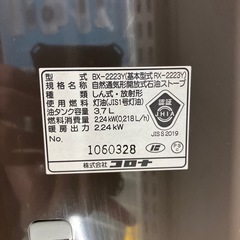 型式 BX-2223Y(基本型式RX-2223Y)
規格名称 自然通気形開放式石油ストーブ
種類 しん式・放射形
使用燃料 灯油(JIS1号灯油)
油タンク容量 3.7L
燃料消費量 2.24kW(0.218L/h)
暖房出力 2.24kW
認証
JHIA
JISS2019
No. 1060328
株式会社コロナ